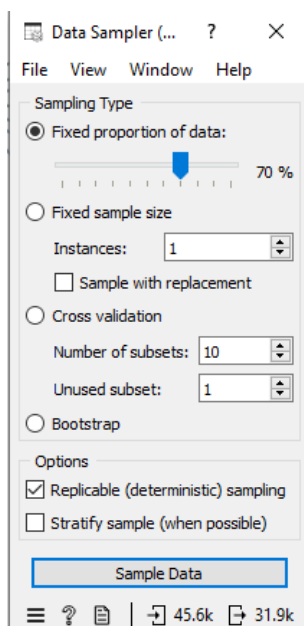 Data Sampler (... ? ✕
File View Window Help
Sampling Type
Fixed proportion of data:
70 %
Fixed sample size
Instances: 1
Sample with replacement
Cross validation
Number of subsets: 10
Unused subset: 1
Bootstrap
Options
Replicable (deterministic) sampling
Stratify sample (when possible)
Sample Data
? 45.6k 31.9k